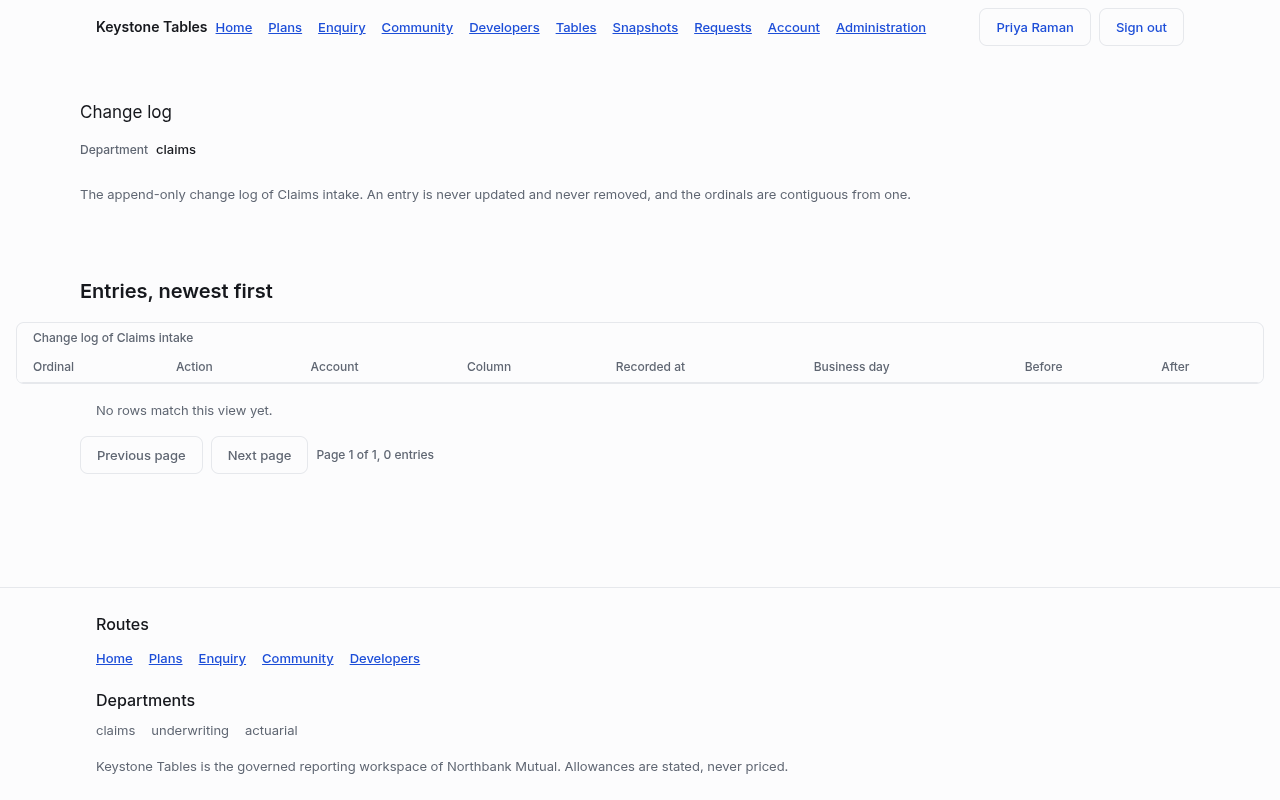 Keystone Tables Home Plans Enquiry Community Developers Tables Snapshots Requests Account Administration Priya Raman Sign out
Change log
Department claims
The append-only change log of Claims intake. An entry is never updated and never removed, and the ordinals are contiguous from one.
Entries, newest first
Change log of Claims intake
Ordinal Action Account Column Recorded at Business day Before After
No rows match this view yet.
Previous page Next page Page 1 of 1, 0 entries
Routes
Home Plans Enquiry Community Developers
Departments
claims underwriting actuarial
Keystone Tables is the governed reporting workspace of Northbank Mutual. Allowances are stated, never priced.